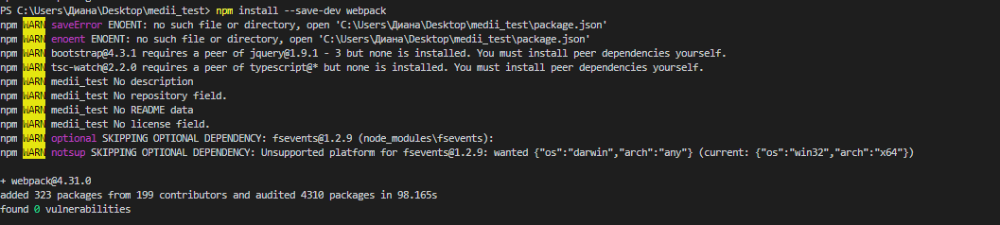 PS C:\Users\Диана\Desktop\medii_test> npm install --save-dev webpack
npm WARN saveError ENOENT: no such file or directory, open 'C:\Users\Диана\Desktop\medii_test\package.json'
npm WARN enoent ENOENT: no such file or directory, open 'C:\Users\Диана\Desktop\medii_test\package.json'
npm WARN bootstrap@4.3.1 requires a peer of jquery@1.9.1 - 3 but none is installed. You must install peer dependencies yourself.
npm WARN tsc-watch@2.2.0 requires a peer of typescript@* but none is installed. You must install peer dependencies yourself.
npm WARN medii_test No description
npm WARN medii_test No repository field.
npm WARN medii_test No README data
npm WARN medii_test No license field.
npm WARN optional SKIPPING OPTIONAL DEPENDENCY: fsevents@1.2.9 (node_modules\fsevents):
npm WARN notsup SKIPPING OPTIONAL DEPENDENCY: Unsupported platform for fsevents@1.2.9: wanted {"os":"darwin","arch":"any"} (current: {"os":"win32","arch":"x64"})
+ webpack@4.31.0
added 323 packages from 199 contributors and audited 4310 packages in 98.165s
found 0 vulnerabilities